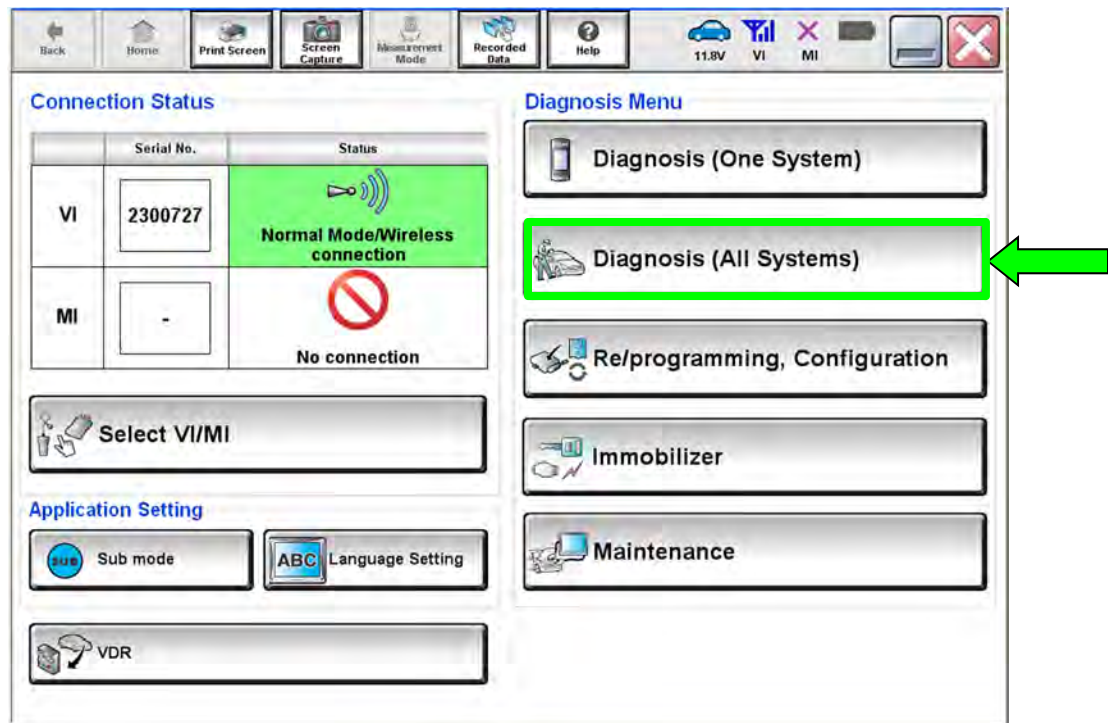 Back
Home
Print Screen
Screen
Capture
Measurement
Mode
Recorded
Data
Help
11.8V
VI
MI
Connection Status
Serial No.
Status
VI
2300727
Normal Mode/Wireless
connection
MI
-
No connection
Select VI/MI
Application Setting
SUB
Sub mode
ABC
Language Setting
VDR
Diagnosis Menu
Diagnosis (One System)
Diagnosis (All Systems)
Re/programming, Configuration
Immobilizer
Maintenance